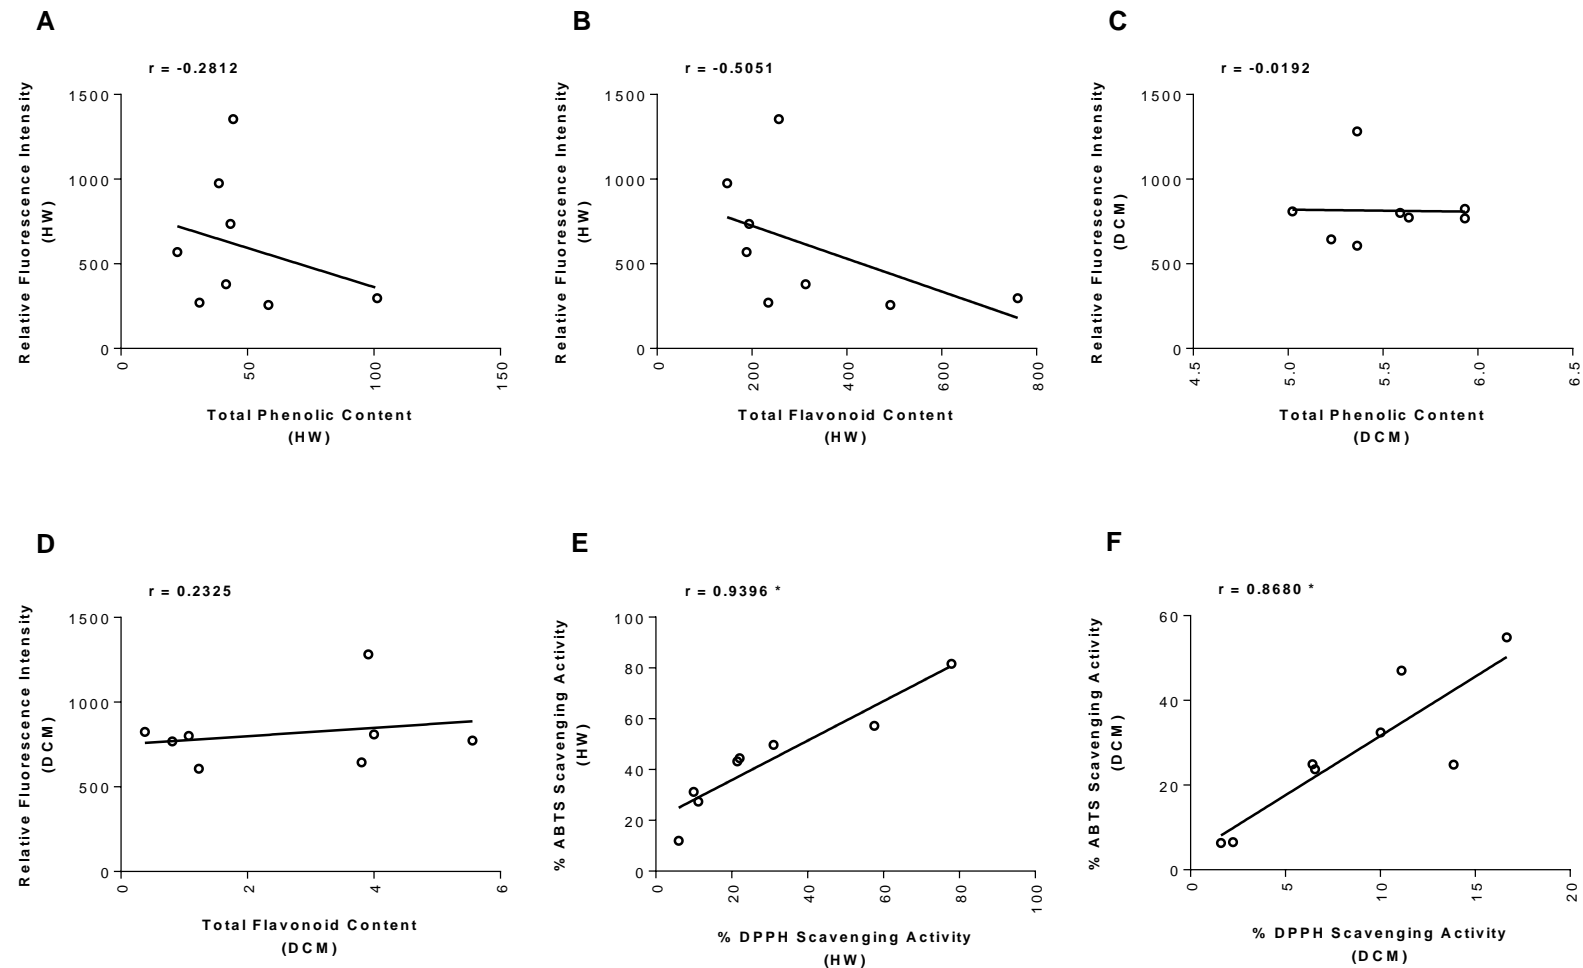 A
r = -0.2812
Relative Fluorescence Intensity
(HW)
1500
1000
500
0
0
50
100
150
Total Phenolic Content
(HW)
B
r = -0.5051
Relative Fluorescence Intensity
(HW)
1500
1000
500
0
0
200
400
600
800
Total Flavonoid Content
(HW)
C
r = -0.0192
Relative Fluorescence Intensity
(DCM)
1500
1000
500
0
4.5
5.0
5.5
6.0
6.5
Total Phenolic Content
(DCM)
D
r = 0.2325
Relative Fluorescence Intensity
(DCM)
1500
1000
500
0
0
2
4
6
Total Flavonoid Content
(DCM)
E
r = 0.9396 *
% ABTS Scavenging Activity
(HW)
100
80
60
40
20
0
0
20
40
60
80
100
% DPPH Scavenging Activity
(HW)
F
r = 0.8680 *
% ABTS Scavenging Activity
(DCM)
60
40
20
0
0
5
10
15
20
% DPPH Scavenging Activity
(DCM)